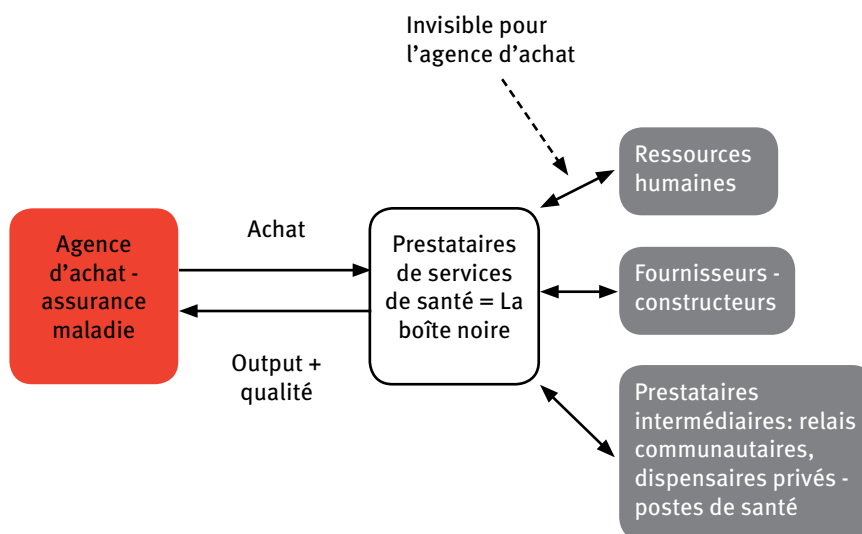 Invisible pour
l'agence d'achat
Ressources
humaines
Agence
d'achat -
assurance
maladie
Achat
Output +
qualité
Prestataires
de services
de santé = La
boîte noire
Fournisseurs -
constructeurs
Prestataires
intermédiaires: relais
communautaires,
dispensaires privés -
postes de santé